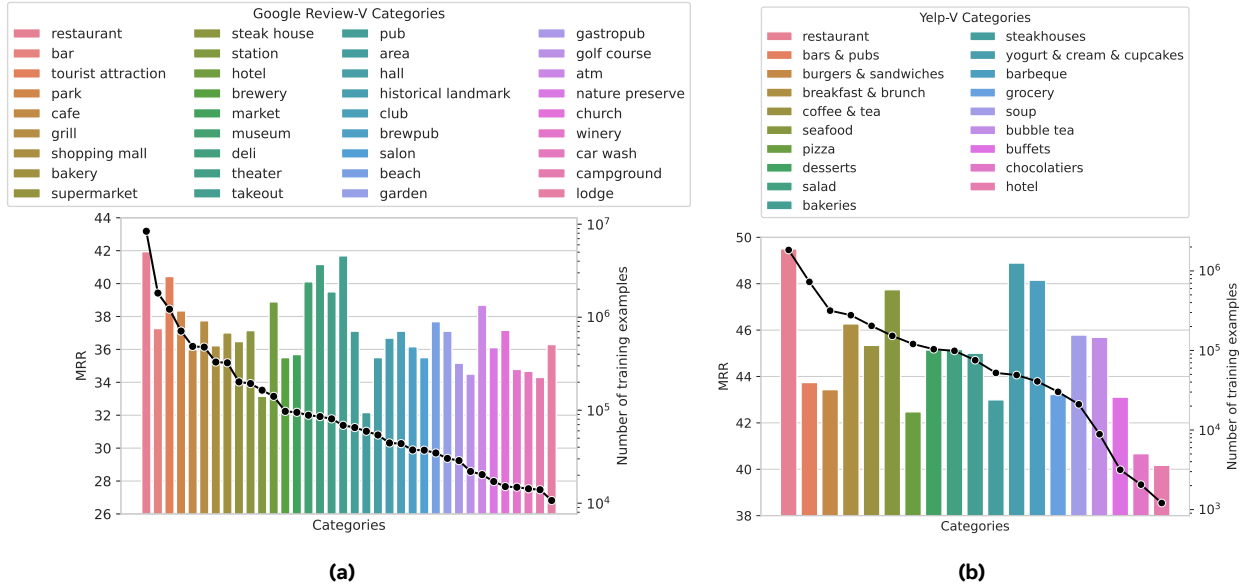 Google Review-V Categories
restaurant
bar
tourist attraction
park
cafe
grill
shopping mall
bakery
supermarket
steak house
station
hotel
brewery
market
museum
deli
theater
takeout
pub
area
hall
historical landmark
club
brewpub
salon
beach
garden
gastropub
golf course
atm
nature preserve
church
winery
car wash
campground
lodge
MRR
44
42
40
38
36
34
32
30
28
26
10^7
10^6
10^5
10^4
Number of training examples
Categories
(a)
Yelp-V Categories
restaurant
bars & pubs
burgers & sandwiches
breakfast & brunch
coffee & tea
seafood
pizza
desserts
salad
bakeries
steakhouses
yogurt & cream & cupcakes
barbeque
grocery
soup
bubble tea
buffets
chocolatiers
hotel
MRR
50
48
46
44
42
40
38
10^6
10^5
10^4
10^3
Number of training examples
Categories
(b)